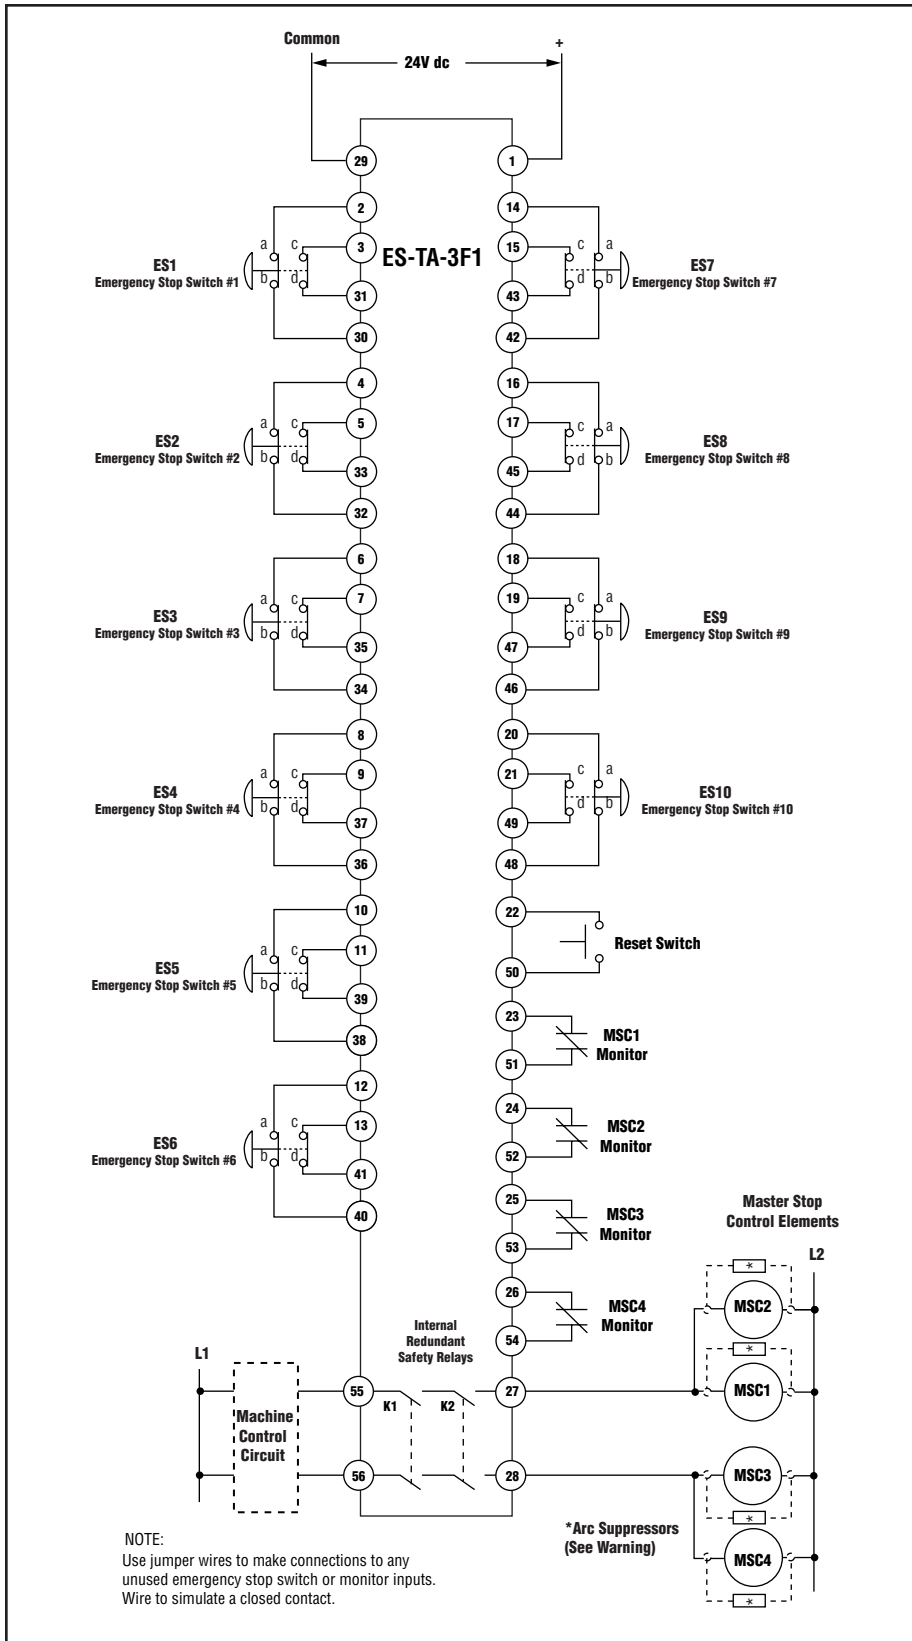 Common
+
24V dc
29
1
2
14
a
c
3
ES-TA-3F1
15
c
a
ES1
Emergency Stop Switch #1
ES7
Emergency Stop Switch #7
b
d
31
43
d
b
30
42
4
16
a
c
5
17
c
a
ES2
Emergency Stop Switch #2
ES8
Emergency Stop Switch #8
b
d
33
45
d
b
32
44
6
18
a
c
7
19
c
a
ES3
Emergency Stop Switch #3
ES9
Emergency Stop Switch #9
b
d
35
47
d
b
34
46
8
20
a
c
9
21
c
a
ES4
Emergency Stop Switch #4
ES10
Emergency Stop Switch #10
b
d
37
49
d
b
36
48
10
22
a
c
11
Reset Switch
ES5
Emergency Stop Switch #5
b
d
39
50
38
23
MSC1
Monitor
51
12
24
a
c
13
MSC2
Monitor
ES6
Emergency Stop Switch #6
b
d
41
52
40
25
MSC3
Monitor
53
26
MSC4
Monitor
54
Master Stop
Control Elements
L2
*
MSC2
*
MSC1
Internal
Redundant
Safety Relays
L1
55
K1
K2
27
Machine
Control
Circuit
56
28
MSC3
*
MSC4
*
*Arc Suppressors
(See Warning)
NOTE:
Use jumper wires to make connections to any
unused emergency stop switch or monitor inputs.
Wire to simulate a closed contact.